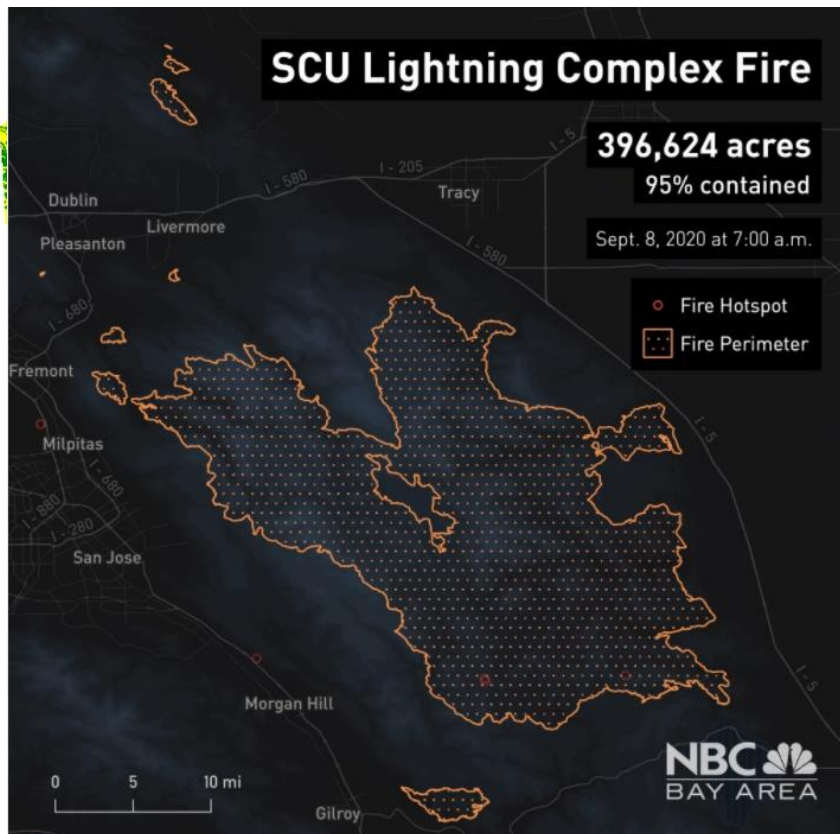 SCU Lightning Complex Fire
396,624 acres
95% contained
Sept. 8, 2020 at 7:00 a.m.
Fire Hotspot
Fire Perimeter
I - 5
I - 205
I - 580
Tracy
Dublin
Livermore
Pleasanton
I - 580
I - 680
Fremont
I - 5
Milpitas
I - 680
I - 880
I - 280
San Jose
I - 5
Morgan Hill
0 5 10 mi
Gilroy
NBC
BAY AREA